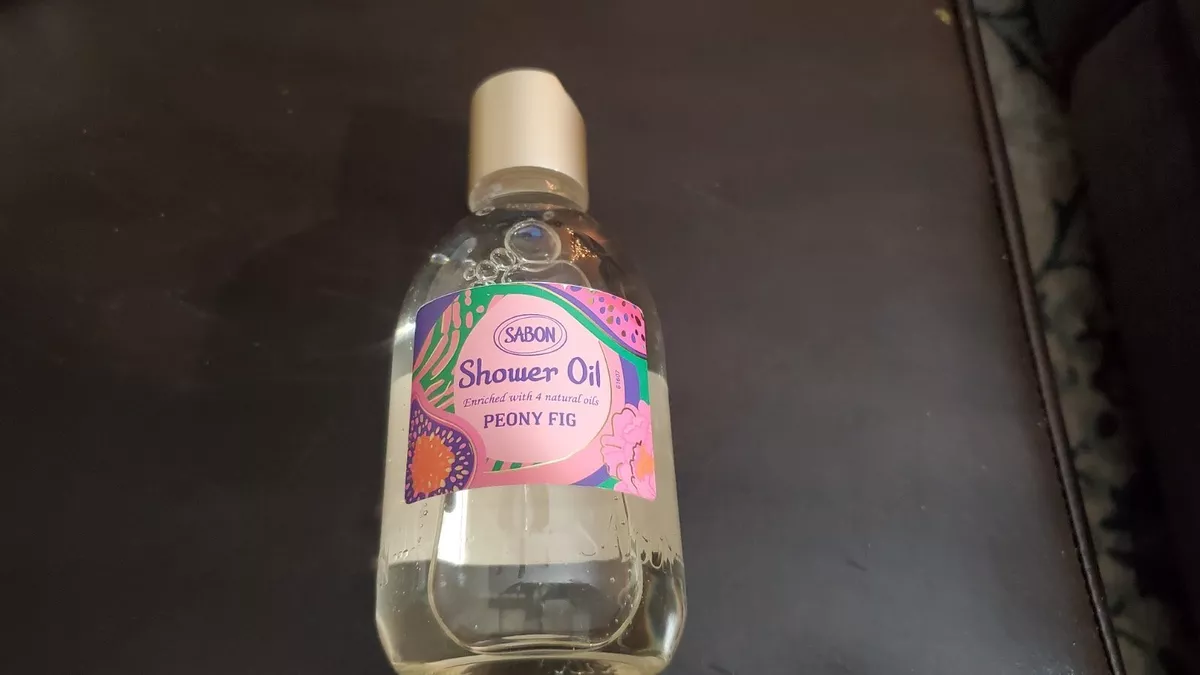 SABON
Shower Oil
Enriched with 4 natural oils
PEONY FIG